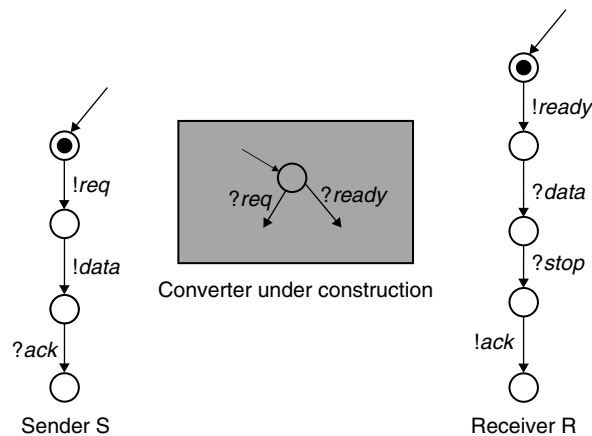 !req
!data
?ack
Sender S
?req
?ready
Converter under construction
!ready
?data
?stop
!ack
Receiver R